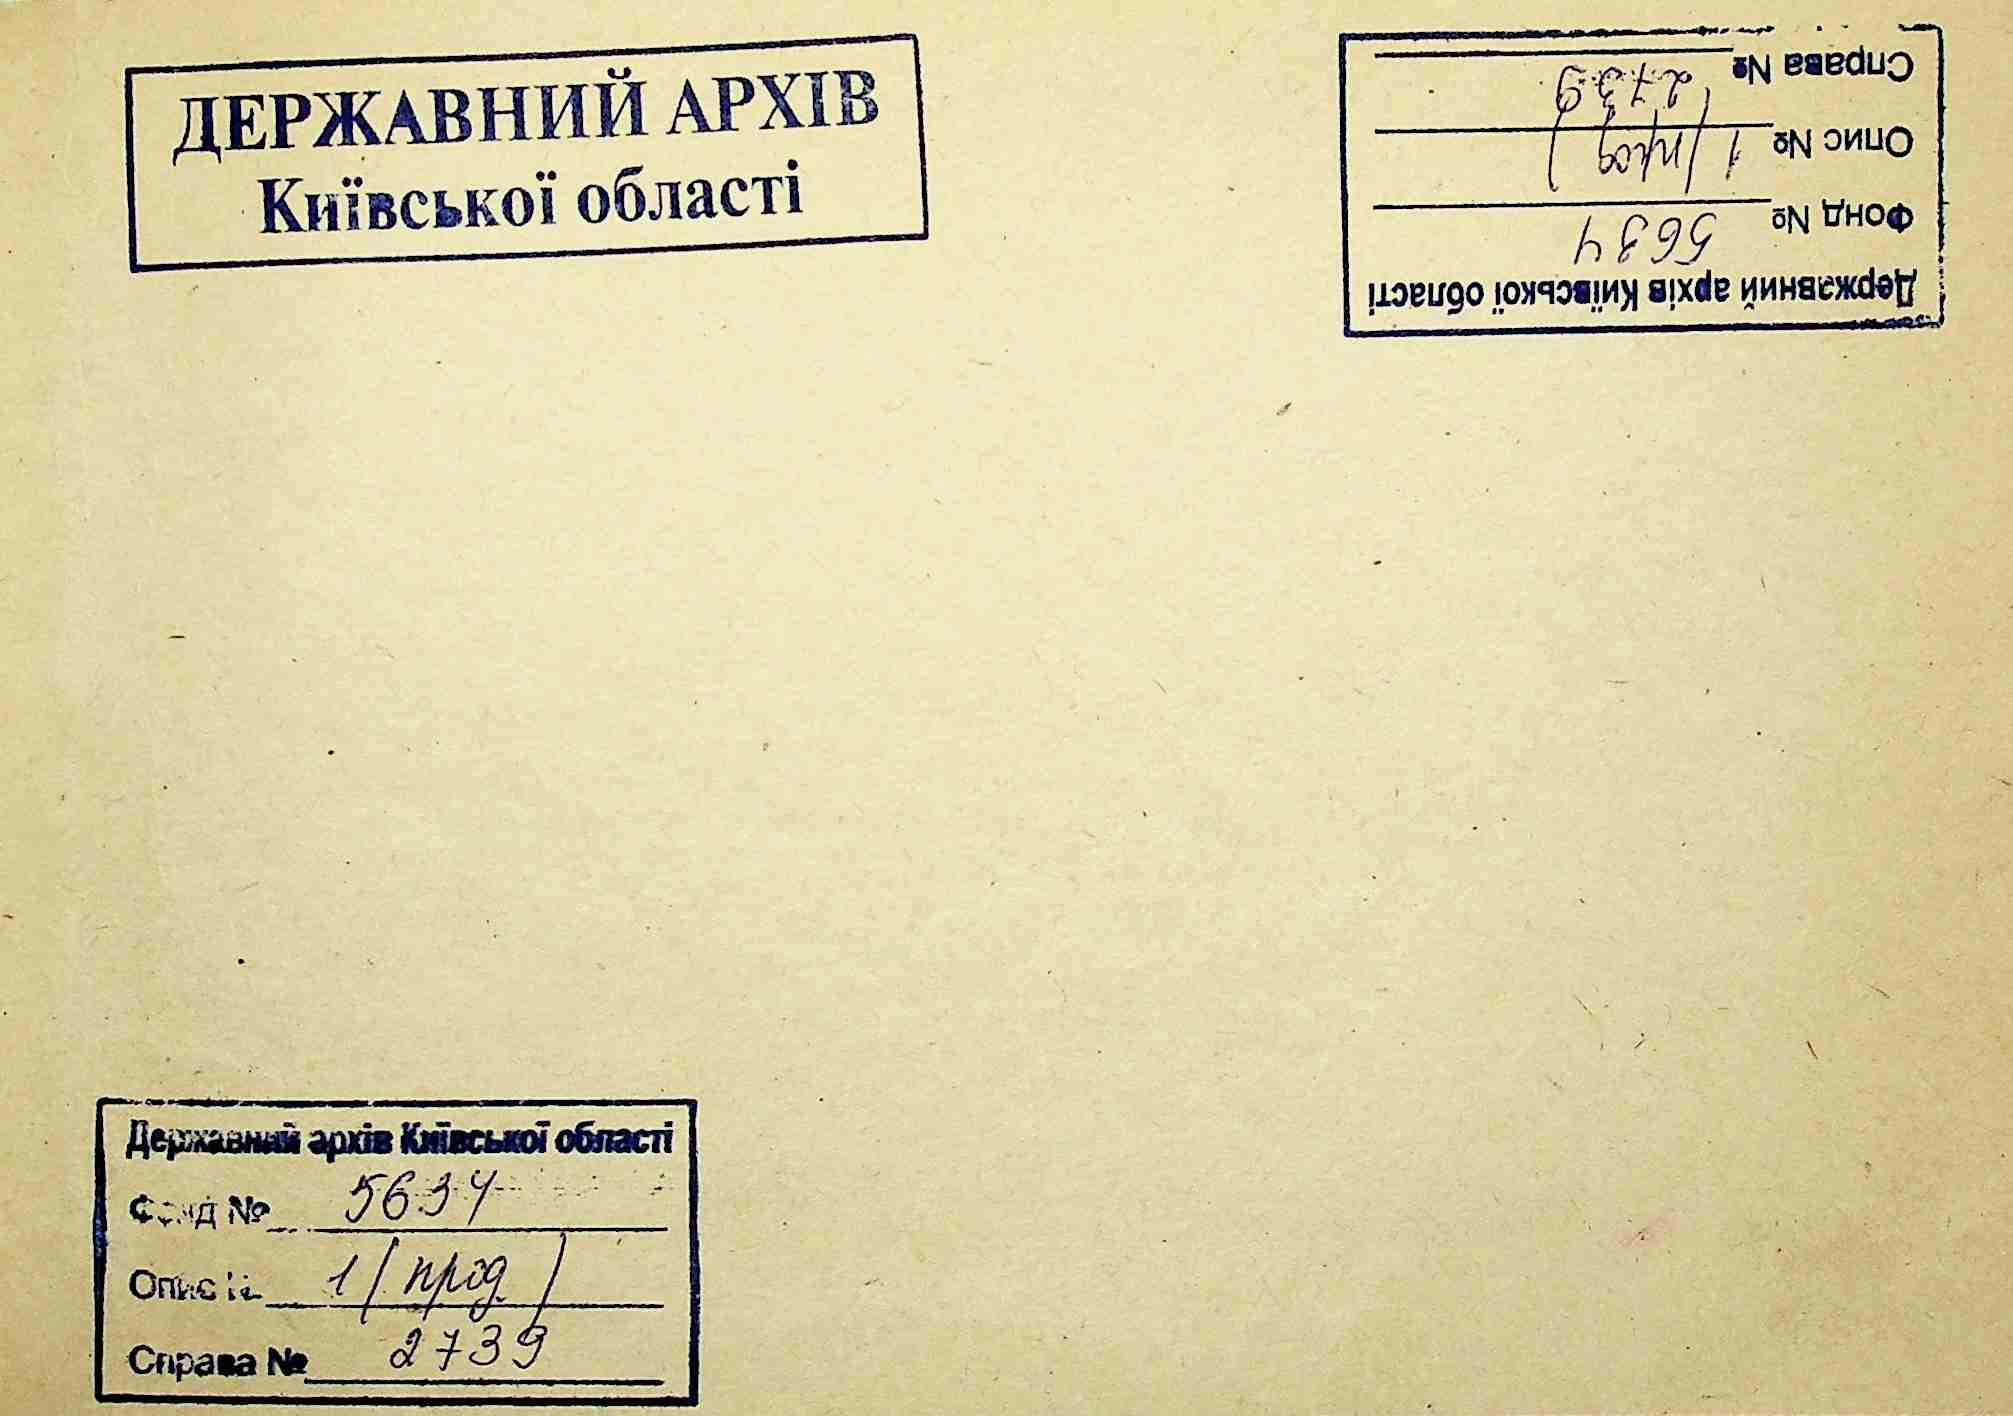 ДЕРЖАВНИЙ АРХІВ
Київської області
Державний архів Київської області
Фонд № 5634
Опис № 1 (прод)
Справа № 2739
Державний архів Київської області
Фонд № 5634
Опис № 1 (прод)
Справа № 2739